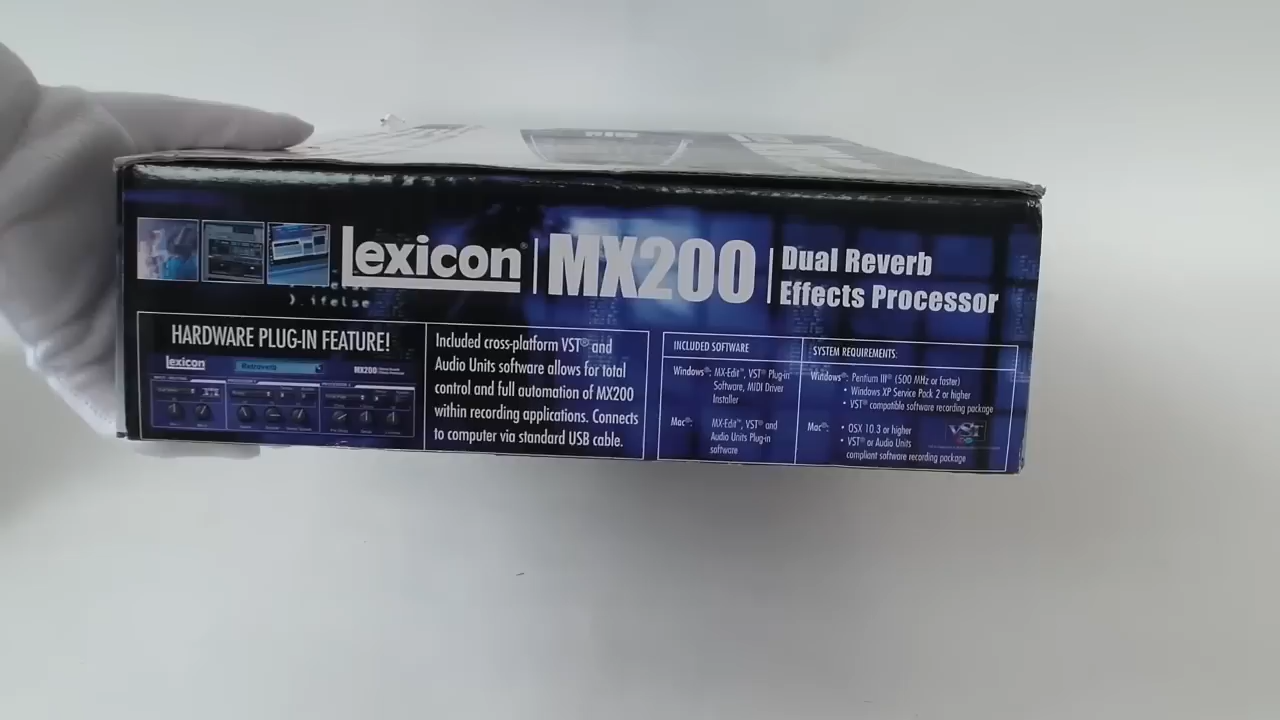 Lexicon®
MX200
Dual Reverb
Effects Processor
). ifelse
HARDWARE PLUG-IN FEATURE!
lexicon
Retroverb
MX200
Included cross-platform VST® and
Audio Units software allows for total
control and full automation of MX200
within recording applications. Connects
to computer via standard USB cable.
INCLUDED SOFTWARE
Windows®: MX-Edit™, VST® Plug-in
Software, MIDI Driver
Installer
Mac®: MX-Edit™, VST® and
Audio Units Plug-in
software
SYSTEM REQUIREMENTS:
Windows®: Pentium III® (500 MHz or faster)
• Windows XP Service Pack 2 or higher
• VST® compatible software recording package
Mac®: • OSX 10.3 or higher
• VST® or Audio Units
compliant software recording package
VST